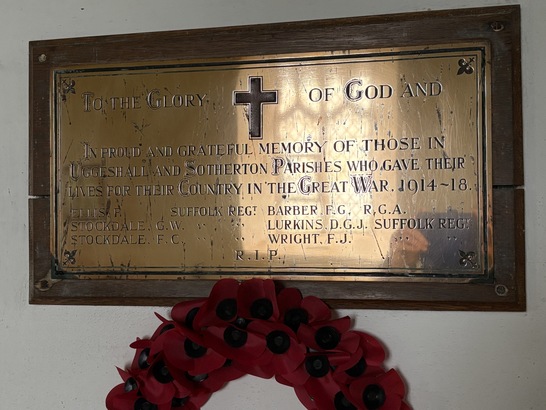 TO THE GLORY OF GOD AND
IN PROUD AND GRATEFUL MEMORY OF THOSE IN
UGGESHALL AND SOTHERTON PARISHES WHO GAVE THEIR
LIVES FOR THEIR COUNTRY IN THE GREAT WAR. 1914~18.
ELLIS, F. SUFFOLK REGT BARBER, F.G., R.G.A.
STOCKDALE, G.W. " " LURKINS, D.G.J. SUFFOLK REGT
STOCKDALE, F.C. " " WRIGHT, F.J. " "
R.I.P.